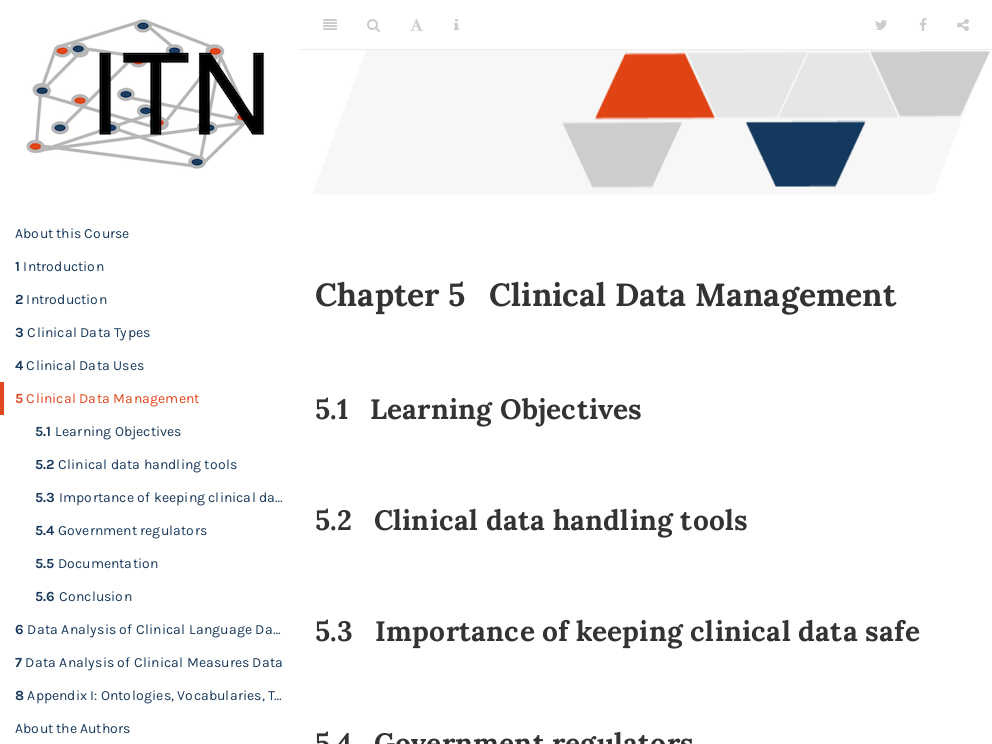 ITN
About this Course
1 Introduction
2 Introduction
3 Clinical Data Types
4 Clinical Data Uses
5 Clinical Data Management
5.1 Learning Objectives
5.2 Clinical data handling tools
5.3 Importance of keeping clinical da…
5.4 Government regulators
5.5 Documentation
5.6 Conclusion
6 Data Analysis of Clinical Language Da…
7 Data Analysis of Clinical Measures Data
8 Appendix I: Ontologies, Vocabularies, T…
About the Authors
Chapter 5 Clinical Data Management
5.1 Learning Objectives
5.2 Clinical data handling tools
5.3 Importance of keeping clinical data safe
5.4 Government regulators